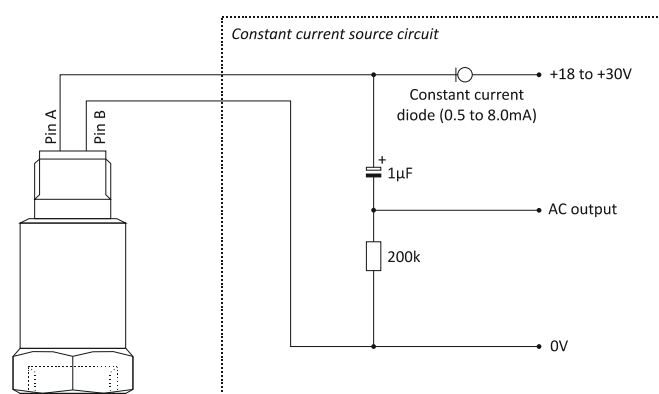 Constant current source circuit
+18 to +30V
Constant current
diode (0.5 to 8.0mA)
Pin A
Pin B
+
1µF
AC output
200k
0V